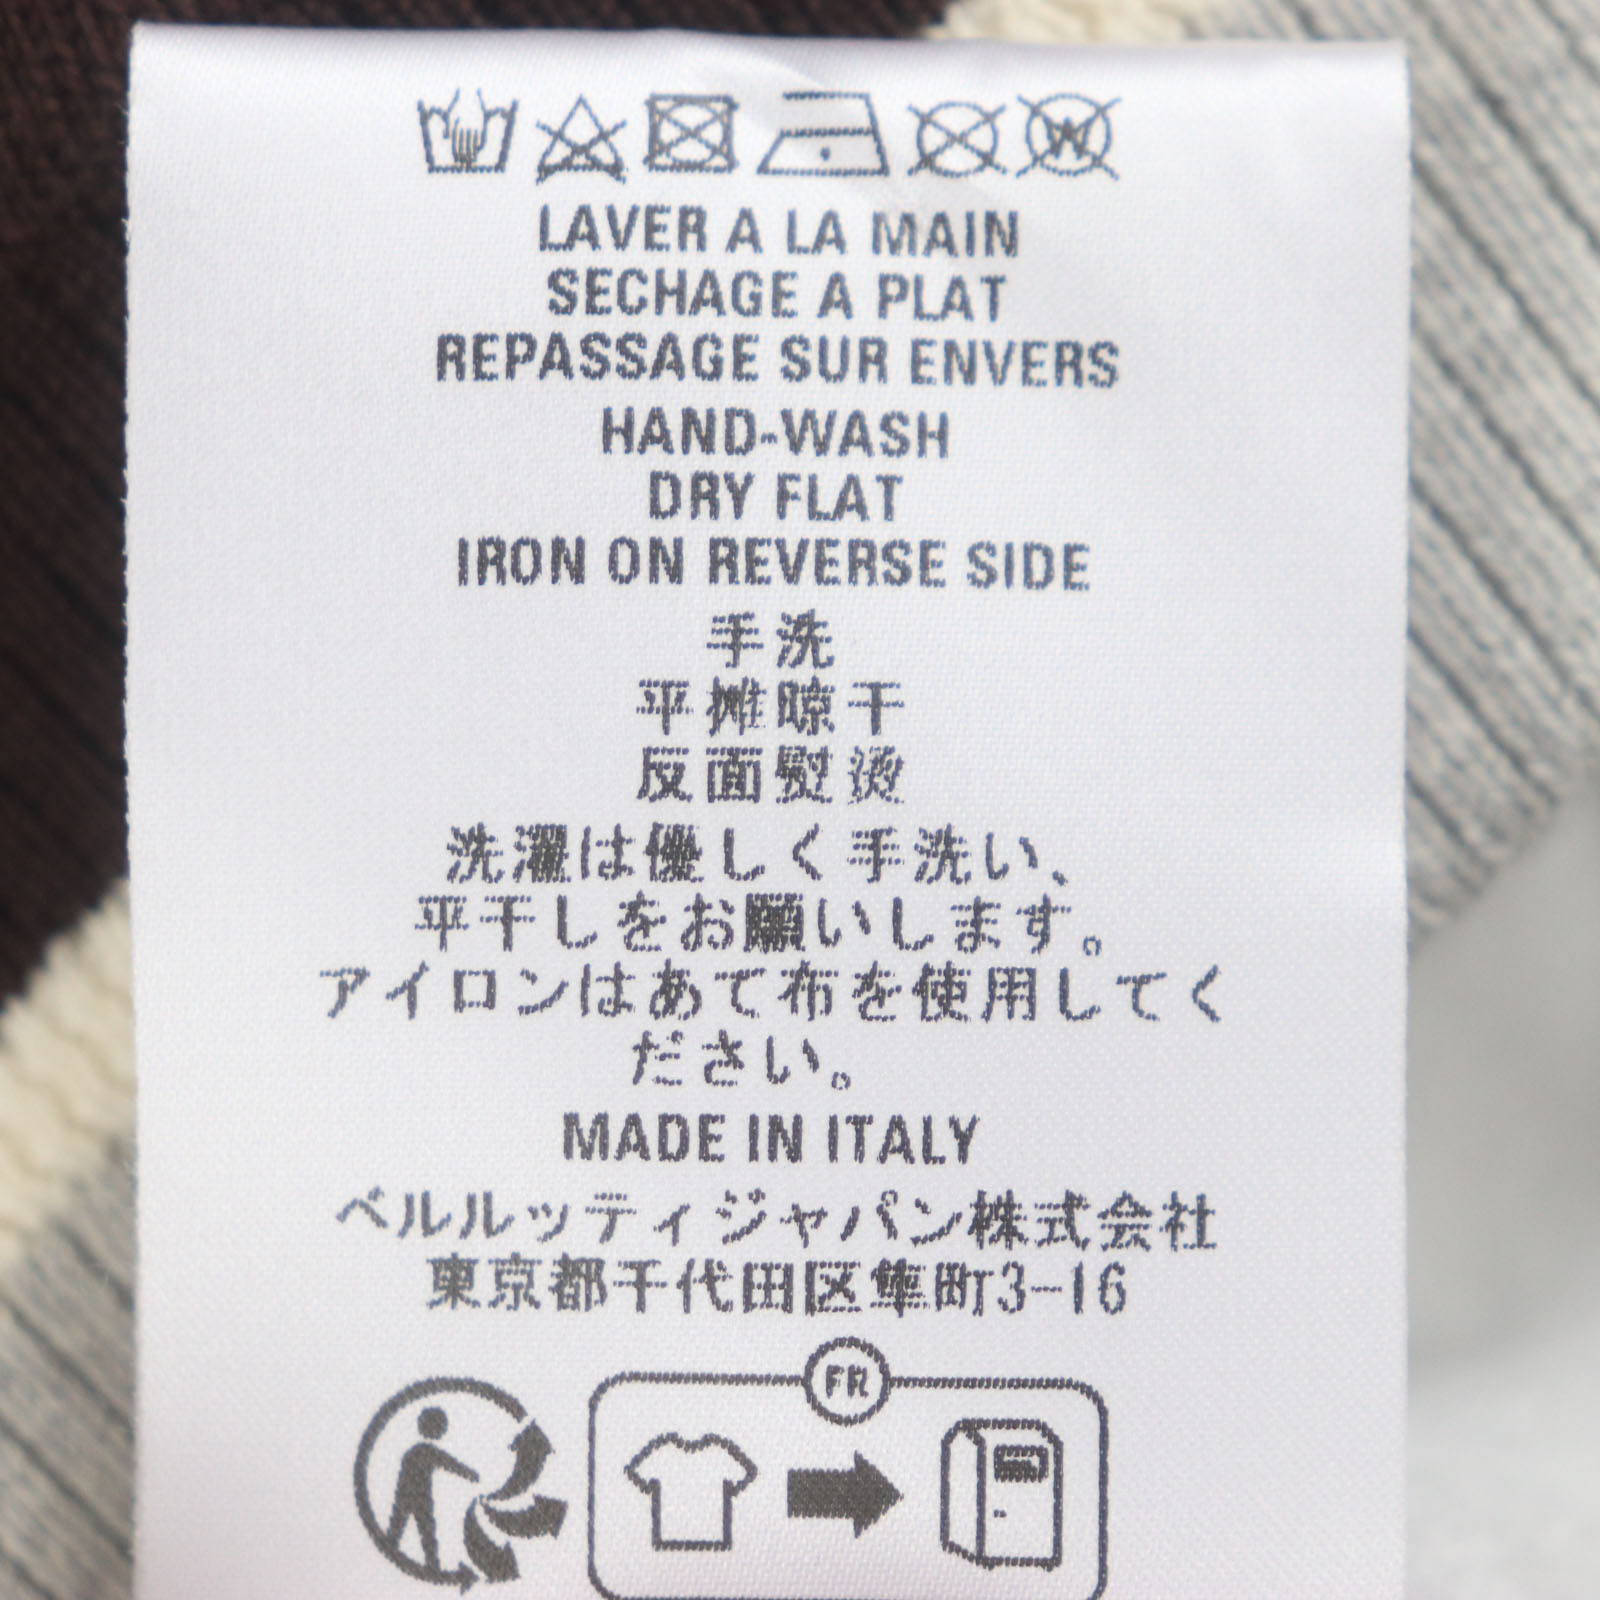 LAVER A LA MAIN
SECHAGE A PLAT
REPASSAGE SUR ENVERS
HAND-WASH
DRY FLAT
IRON ON REVERSE SIDE
手洗
平摊晾干
反面熨烫
洗濯は優しく手洗い、
平干しをお願いします。
アイロンはあて布を使用してく
ださい。
MADE IN ITALY
ベルルッティジャパン株式会社
東京都千代田区隼町3-16
FR